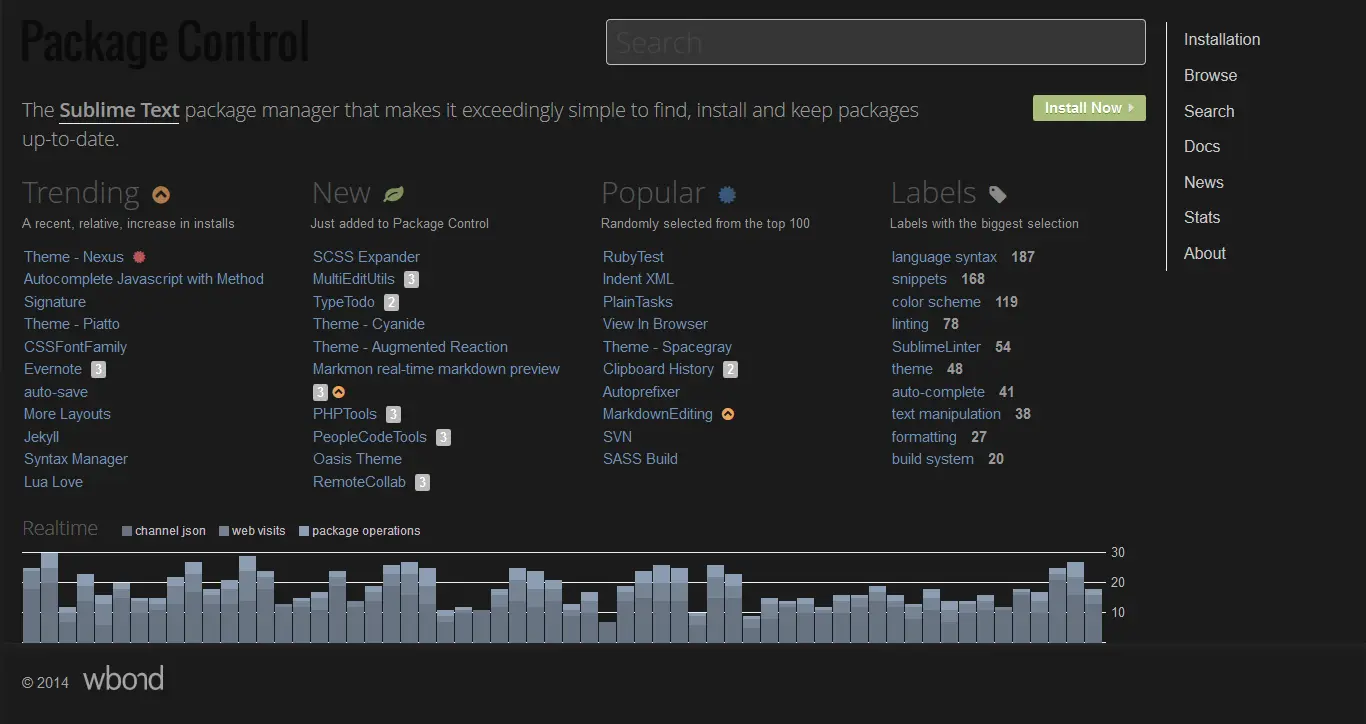 Package Control
Search
The Sublime Text package manager that makes it exceedingly simple to find, install and keep packages
up-to-date.
Install Now
Installation
Browse
Search
Docs
News
Stats
About
Trending
A recent, relative, increase in installs
Theme - Nexus
Autocomplete Javascript with Method
Signature
Theme - Piatto
CSSFontFamily
Evernote 3
auto-save
More Layouts
Jekyll
Syntax Manager
Lua Love
New
Just added to Package Control
SCSS Expander
MultiEditUtils 3
TypeTodo 2
Theme - Cyanide
Theme - Augmented Reaction
Markmon real-time markdown preview
3
PHPTools 3
PeopleCodeTools 3
Oasis Theme
RemoteCollab 3
Popular
Randomly selected from the top 100
RubyTest
Indent XML
PlainTasks
View In Browser
Theme - Spacegray
Clipboard History 2
Autoprefixer
MarkdownEditing
SVN
SASS Build
Labels
Labels with the biggest selection
language syntax 187
snippets 168
color scheme 119
linting 78
SublimeLinter 54
theme 48
auto-complete 41
text manipulation 38
formatting 27
build system 20
Realtime channel json web visits package operations
30
20
10
© 2014 wbond